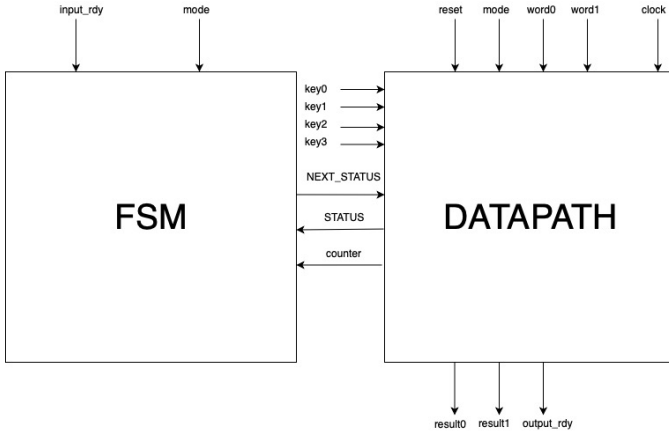 input_rdy mode reset mode word0 word1 clock
key0
key1
key2
key3
NEXT_STATUS
FSM STATUS DATAPATH
counter
result0 result1 output_rdy